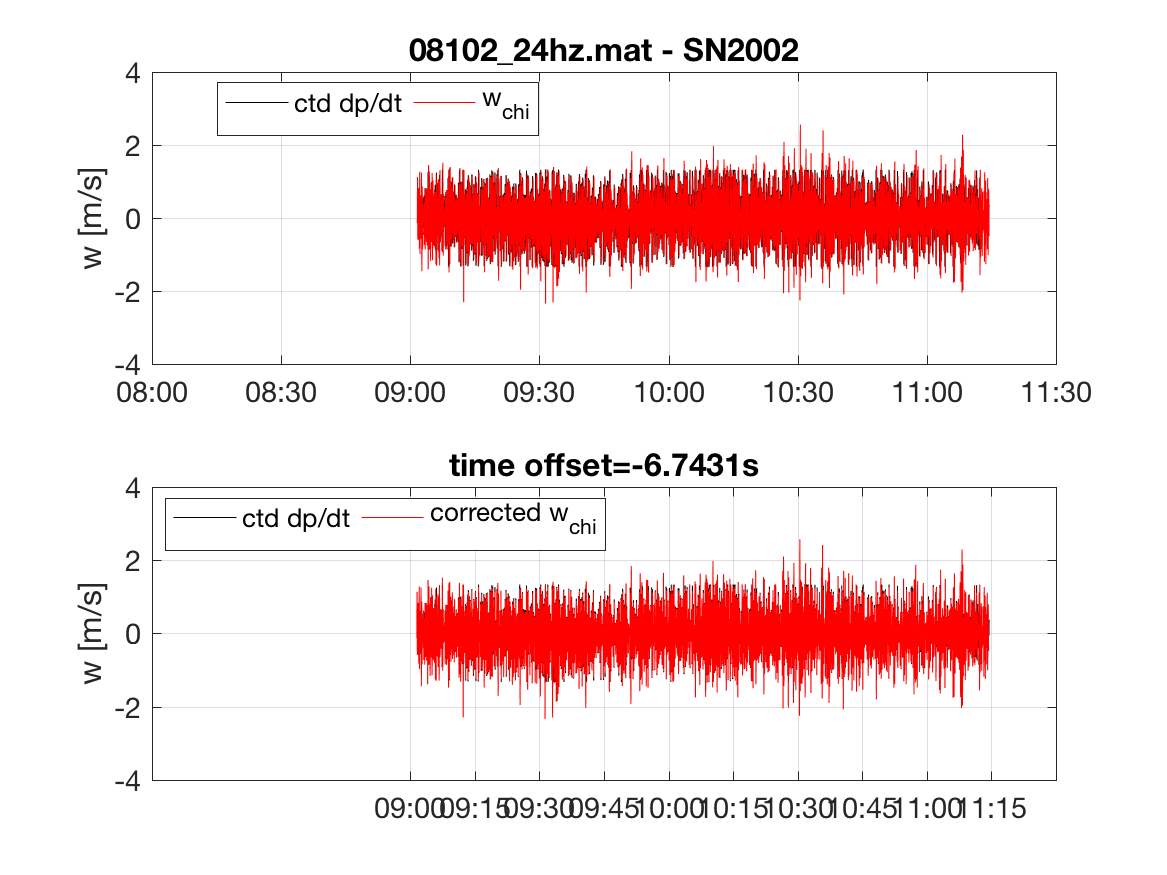 08102_24hz.mat - SN2002
ctd dp/dt w_chi
4
2
0
-2
-4
w [m/s]
08:00 08:30 09:00 09:30 10:00 10:30 11:00 11:30
time offset=-6.7431s
ctd dp/dt corrected w_chi
4
2
0
-2
-4
w [m/s]
09:00 09:15 09:30 09:45 10:00 10:15 10:30 10:45 11:00 11:15